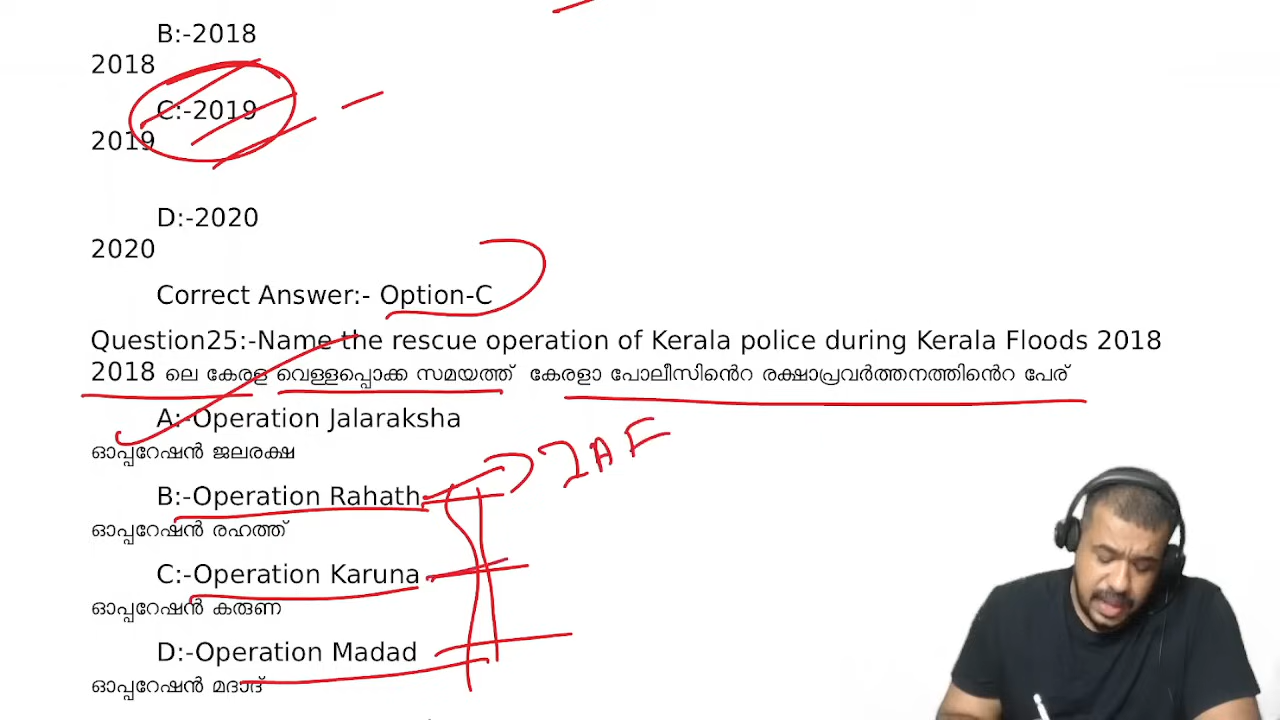 B:-2018
2018
C:-2019
2019
D:-2020
2020
Correct Answer:- Option-C
Question25:-Name the rescue operation of Kerala police during Kerala Floods 2018
2018 ലെ കേരള വെള്ളപ്പൊക്ക സമയത്ത് കേരളാ പോലീസിൻെറ രക്ഷാപ്രവർത്തനത്തിൻെറ പേര്
A:-Operation Jalaraksha
ഓപ്പറേഷൻ ജലരക്ഷ
IAF
B:-Operation Rahath
ഓപ്പറേഷൻ രഹത്ത്
C:-Operation Karuna
ഓപ്പറേഷൻ കരുണ
D:-Operation Madad
ഓപ്പറേഷൻ മദാദ്